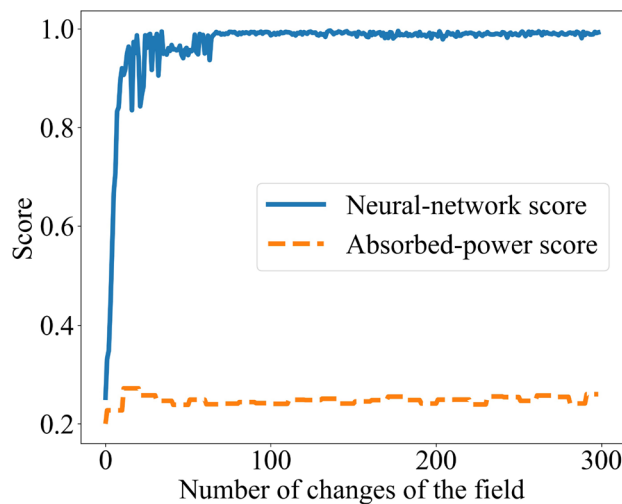 1.0
0.8
0.6
0.4
0.2
Score
Neural-network score
Absorbed-power score
0 100 200 300
Number of changes of the field